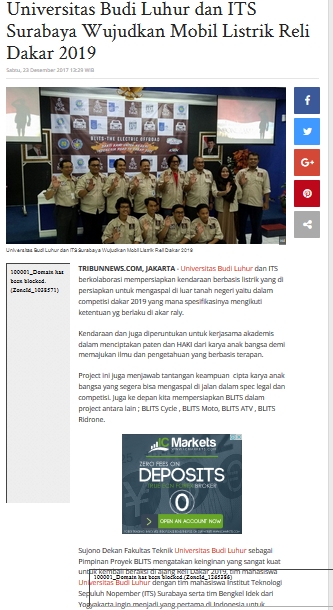 Universitas Budi Luhur dan ITS
Surabaya Wujudkan Mobil Listrik Reli
Dakar 2019
Sabtu, 23 Desember 2017 13:29 WIB
BLITS-THE ELECTRIC OFFROAD
Universitas Budi Luhur dan ITS Surabaya Wujudkan Mobil Listrik Reli Dakar 2019
100001_Domain has
been blocked.
(ZoneId_1038571)
TRIBUNNEWS.COM, JAKARTA - Universitas Budi Luhur dan ITS
berkolaborasi mempersiapkan kendaraan berbasis listrik yang di
persiapkan untuk mengaspal di luar tanah negeri yaitu dalam
competisi dakar 2019 yang mana spesifikasinya mengikuti
ketentuan yg berlaku di akar raly.
Kendaraan dan juga diperuntukan untuk kerjasama akademis
dalam menciptakan paten dan HAKI dari karya anak bangsa demi
memajukan ilmu dan pengetahuan yang berbasis terapan.
Project ini juga menjawab tantangan keampuan cipta karya anak
bangsa yang segera bisa mengaspal di jalan dalam spec legal dan
competisi. Juga ke depan kita mempersiapkan BLITS dalam
project antara lain ; BLITS Cycle , BLITS Moto, BLITS ATV , BLITS
Ridrone.
IC Markets
ZERO FEES ON
DEPOSITS
TRUE ECN FOREX BROKER
0
OPEN AN ACCOUNT NOW
Sujono Dekan Fakultas Teknik Universitas Budi Luhur sebagai
Pimpinan Proyek BLITS mengatakan keinginan yang sangat kuat
untuk kembali beraksi di ajang Reli Dakar 2019, tim mahasiswa
100001_Domain has been blocked.(ZoneId_1265286)
Universitas Budi Luhur dengan tim mahasiswa Institut Teknologi
Sepuluh Nopember (ITS) Surabaya serta tim Bengkel Idek dari
Yogyakarta ingin menjadi yang pertama di Indonesia untuk